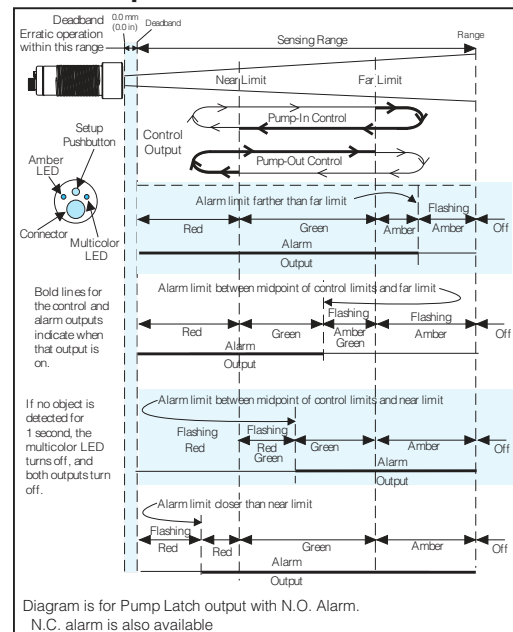 Deadband
Erratic operation
within this range
0.0 mm
(0.0 in)
Deadband
Sensing Range
Range
Near Limit
Far Limit
Control
Output
Pump-In Control
Pump-Out Control
Setup
Pushbutton
Amber
LED
Connector
Multicolor
LED
Alarm limit farther than far limit
Red
Green
Amber
Flashing
Amber
Off
Alarm
Output
Bold lines for
the control and
alarm outputs
indicate when
that output is
on.
Alarm limit between midpoint of control limits and far limit
Red
Green
Flashing
Amber
Green
Flashing
Amber
Off
Alarm
Output
If no object is
detected for
1 second, the
multicolor LED
turns off, and
both outputs turn
off.
Alarm limit between midpoint of control limits and near limit
Flashing
Red
Flashing
Red
Green
Green
Amber
Off
Alarm
Output
Alarm limit closer than near limit
Flashing
Red
Red
Green
Amber
Off
Alarm
Output
Diagram is for Pump Latch output with N.O. Alarm.
N.C. alarm is also available